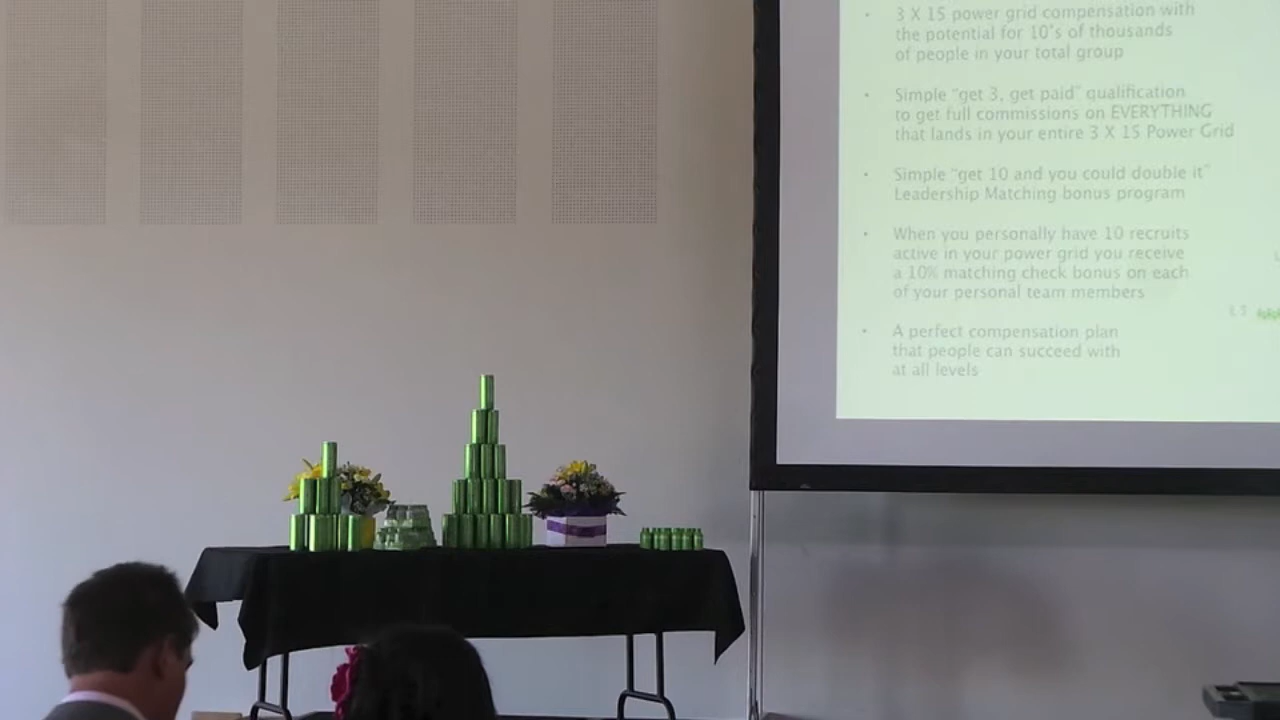 3 X 15 power grid compensation with
the potential for 10's of thousands
of people in your total group
Simple "get 3, get paid" qualification
to get full commissions on EVERYTHING
that lands in your entire 3 X 15 Power Grid
Simple "get 10 and you could double it"
Leadership Matching bonus program
When you personally have 10 recruits
active in your power grid you receive
a 10% matching check bonus on each
of your personal team members
A perfect compensation plan
that people can succeed with
at all levels